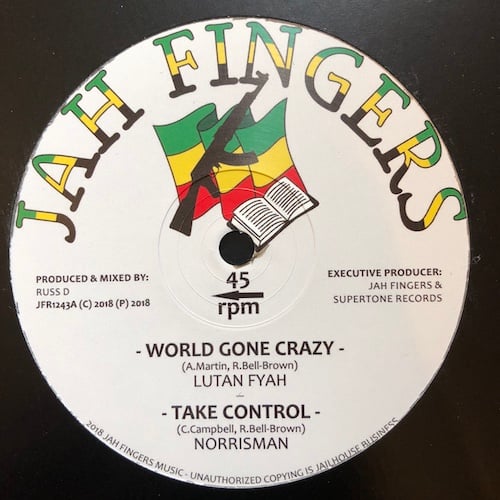 JAH FINGERS
PRODUCED & MIXED BY:
RUSS D
JFR1243A (C) 2018 (P) 2018
45
rpm
EXECUTIVE PRODUCER:
JAH FINGERS &
SUPERTONE RECORDS
- WORLD GONE CRAZY -
(A.Martin, R.Bell-Brown)
LUTAN FYAH
- TAKE CONTROL -
(C.Campbell, R.Bell-Brown)
NORRISMAN
2018 JAH FINGERS MUSIC - UNAUTHORIZED COPYING IS JAILHOUSE BUSINESS